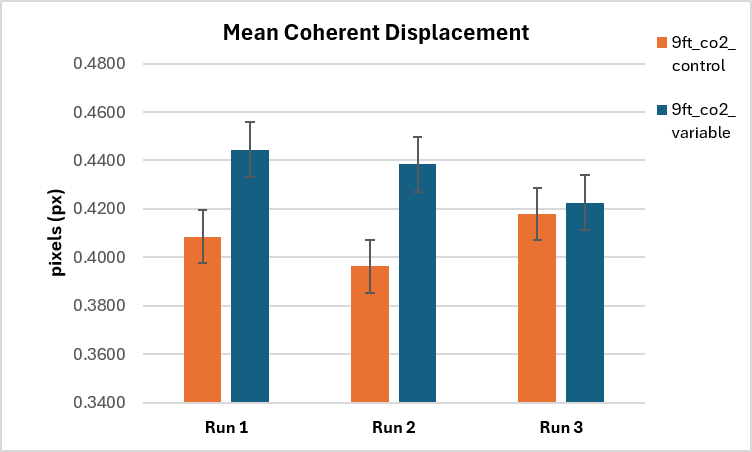 Mean Coherent Displacement
9ft_co2_
control
9ft_co2_
variable
pixels (px)
0.4800
0.4600
0.4400
0.4200
0.4000
0.3800
0.3600
0.3400
Run 1
Run 2
Run 3